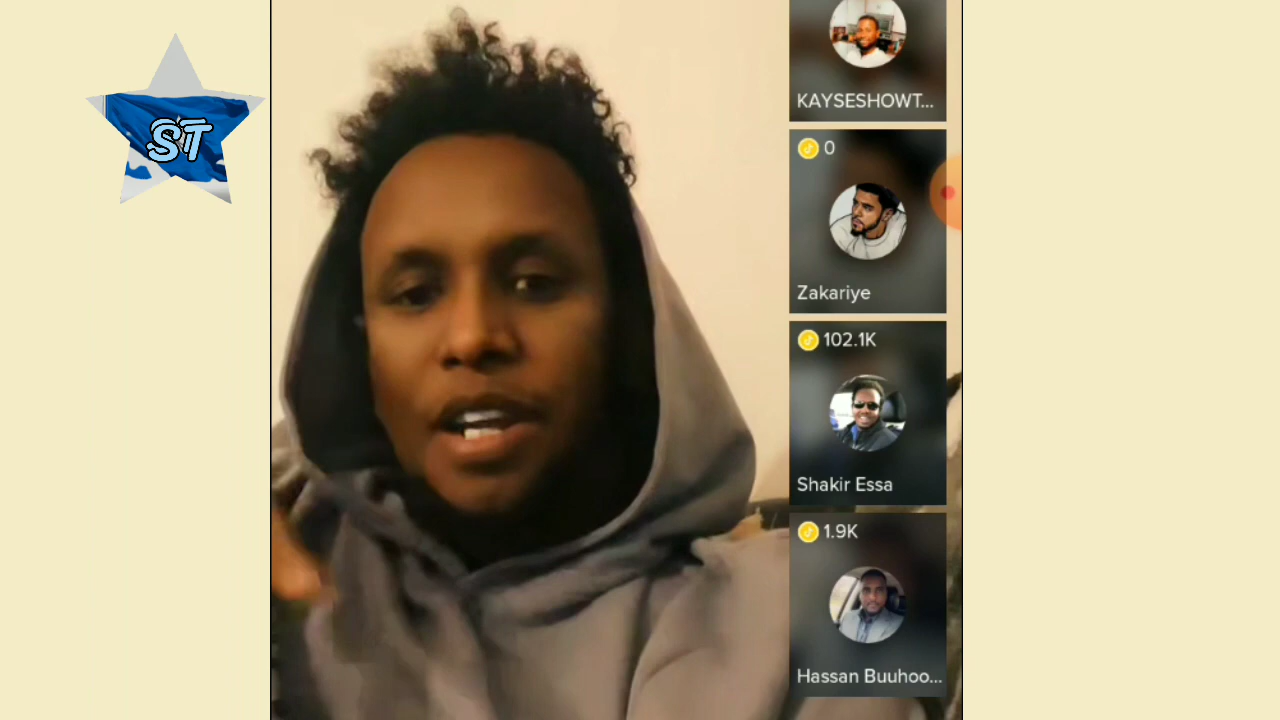 ST
KAYSESHOWT...
0
Zakariye
102.1K
Shakir Essa
1.9K
Hassan Buuhoo...